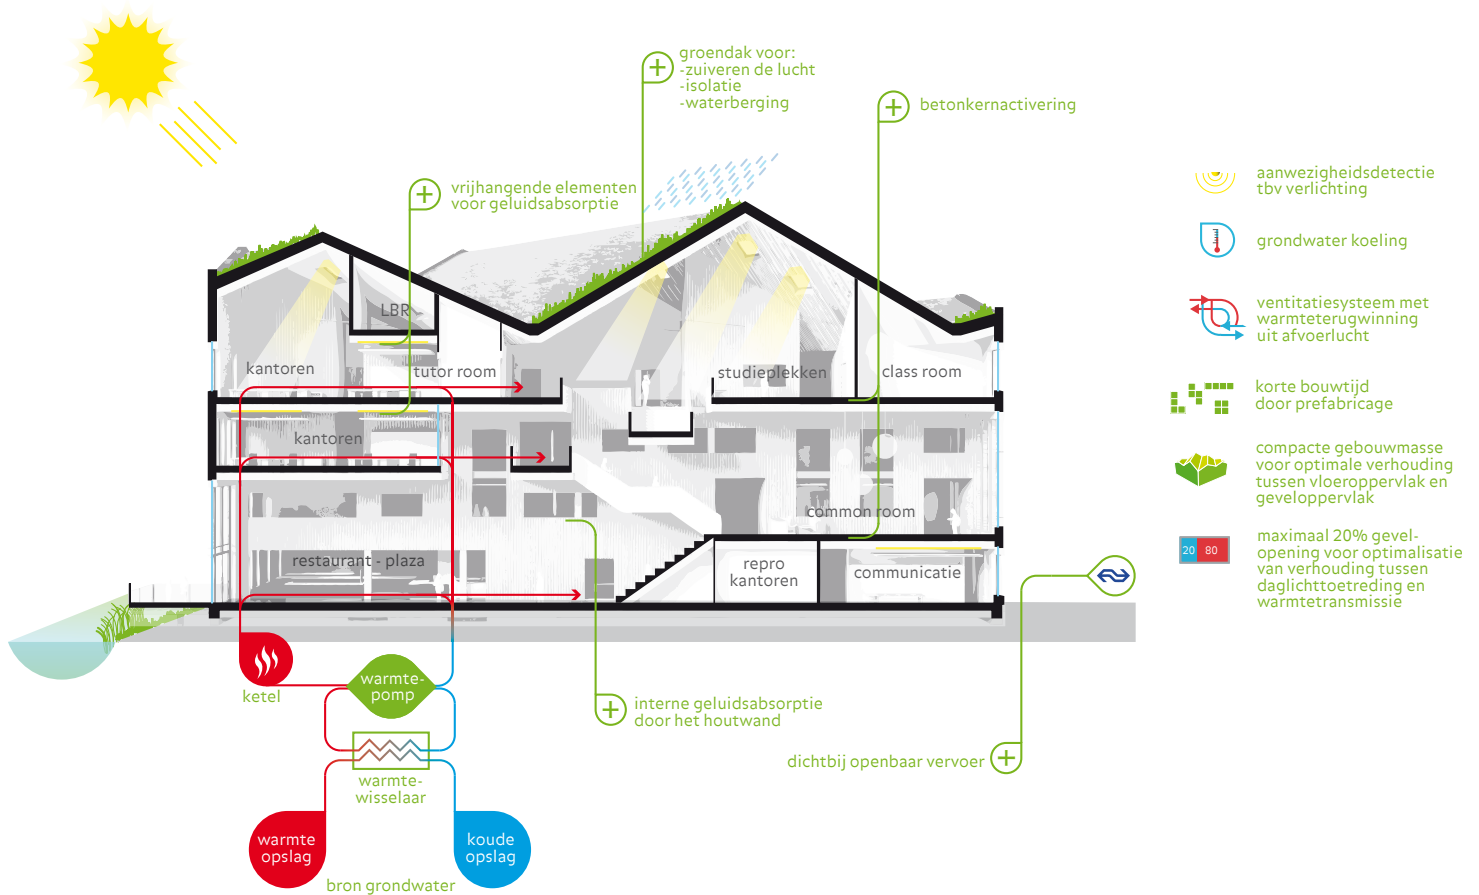 groendak voor:
-zuiveren de lucht
-isolatie
-waterberging
betonkernactivering
vrijhangende elementen
voor geluidsabsorptie
aanwezigheidsdetectie
tbv verlichting
grondwater koeling
ventitatiesysteem met
warmteterugwinning
uit afvoerlucht
korte bouwtijd
door prefabricage
compacte gebouwmasse
voor optimale verhouding
tussen vloeroppervlak en
geveloppervlak
20 80
maximaal 20% gevel-
opening voor optimalisatie
van verhouding tussen
daglichttoetreding en
warmtetransmissie
LBR
kantoren
tutor room
studieplekken
class room
kantoren
common room
restaurant - plaza
repro
kantoren
communicatie
ketel
warmte-
pomp
interne geluidsabsorptie
door het houtwand
dichtbij openbaar vervoer
warmte-
wisselaar
warmte
opslag
koude
opslag
bron grondwater